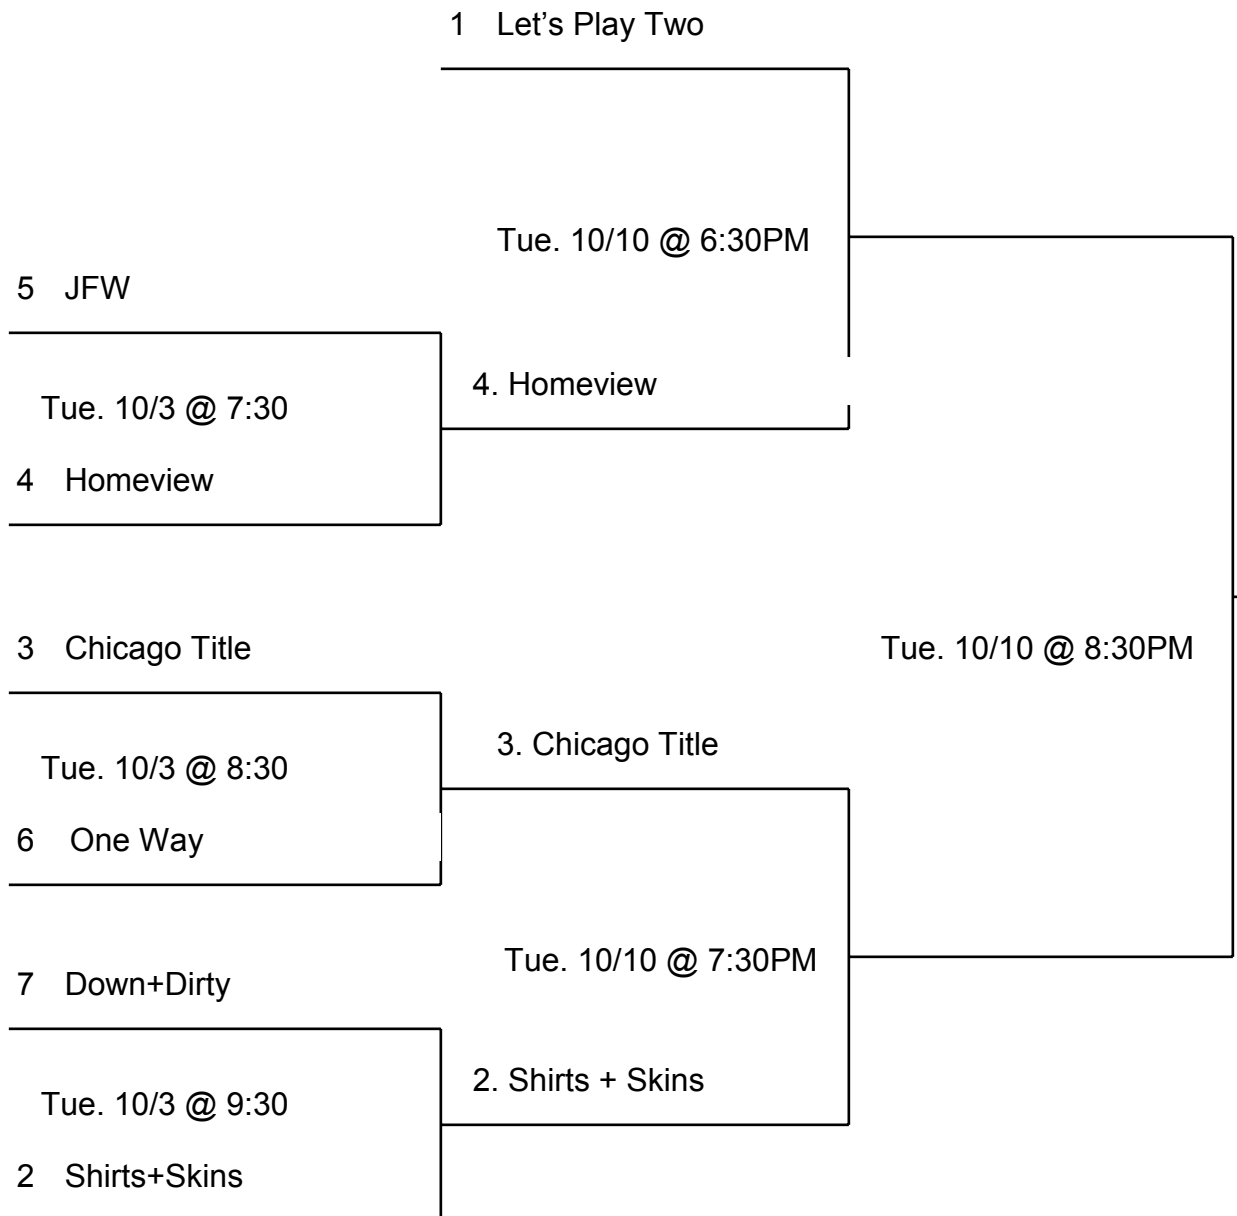 1 Let’s Play Two
Tue. 10/10 @ 6:30PM
5 JFW
4. Homeview
Tue. 10/3 @ 7:30
4 Homeview
3 Chicago Title
Tue. 10/10 @ 8:30PM
3. Chicago Title
Tue. 10/3 @ 8:30
6 One Way
Tue. 10/10 @ 7:30PM
7 Down+Dirty
2. Shirts + Skins
Tue. 10/3 @ 9:30
2 Shirts+Skins